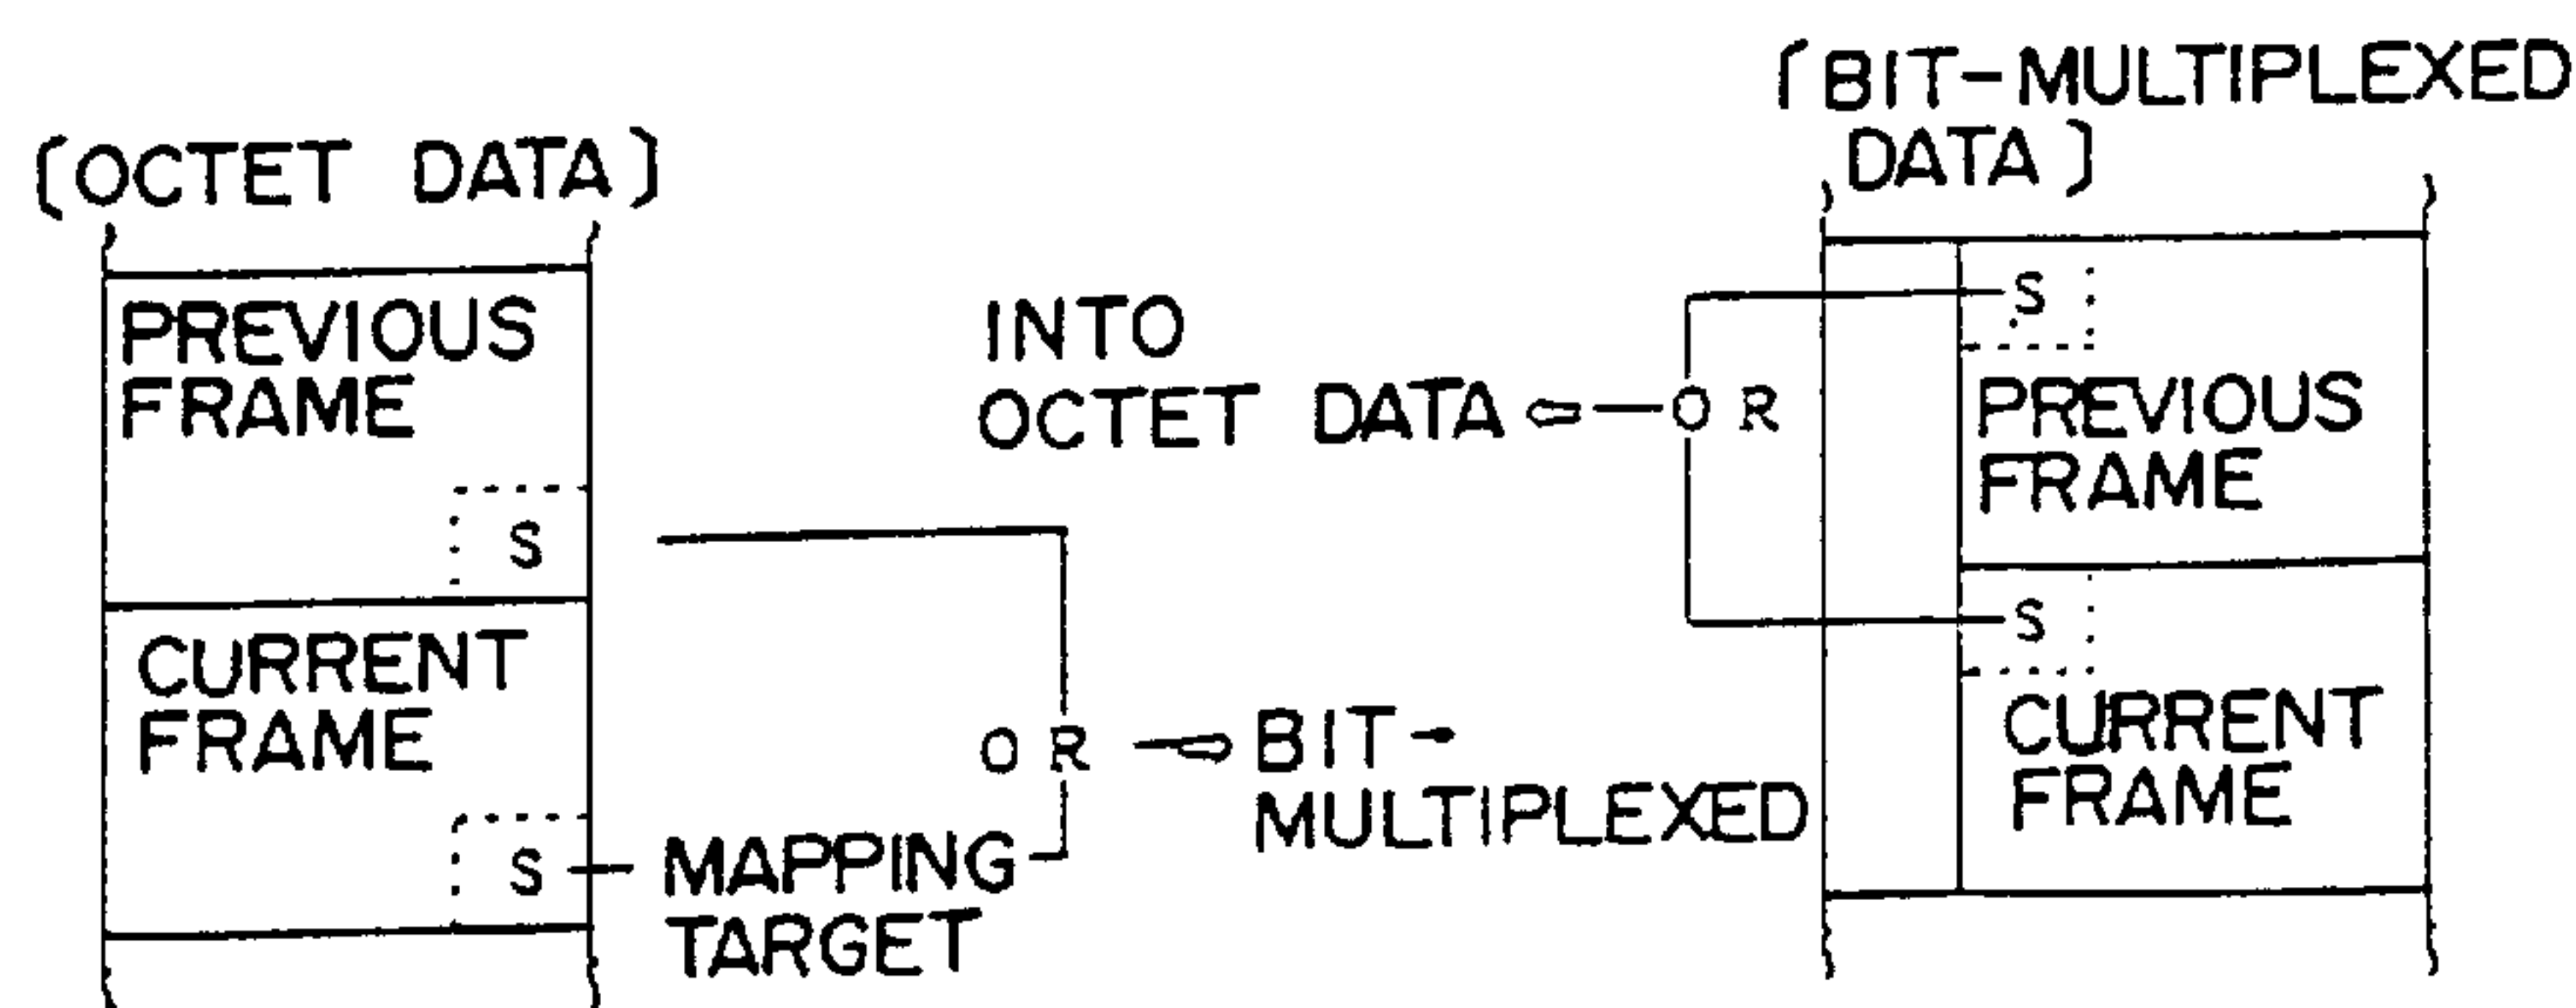 (OCTET DATA)
PREVIOUS
FRAME
S
CURRENT
FRAME
S
MAPPING
TARGET
OR
BIT-
MULTIPLEXED
INTO
OCTET DATA
OR
(BIT-MULTIPLEXED
DATA)
S
PREVIOUS
FRAME
S
CURRENT
FRAME